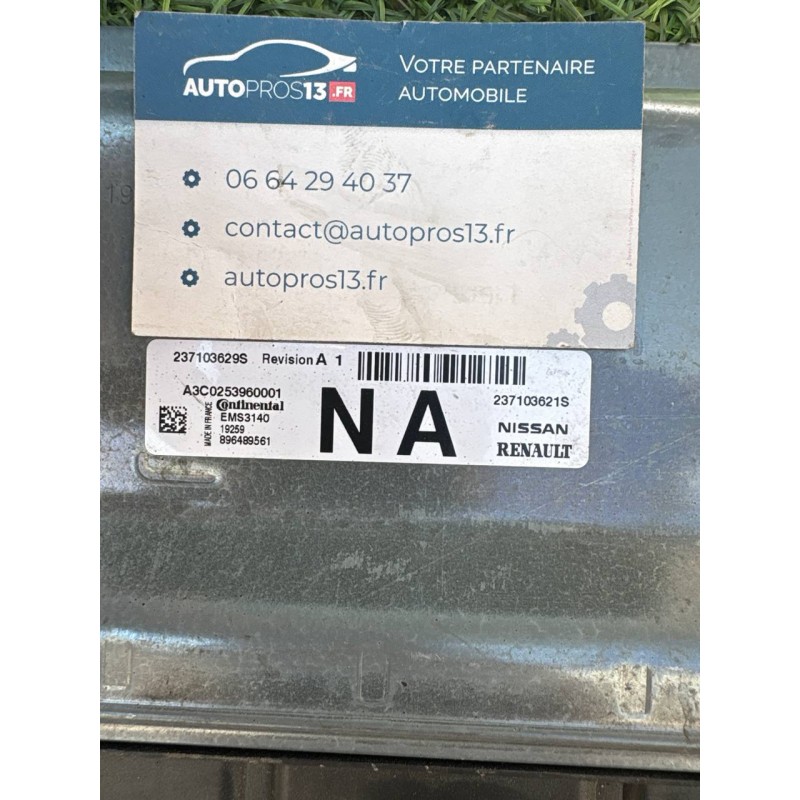 AUTOPROS13.FR
VOTRE PARTENAIRE
AUTOMOBILE
06 64 29 40 37
contact@autopros13.fr
autopros13.fr
237103629S Revision A 1
A3C0253960001
Continental
EMS3140
19259
896489561
MADE IN FRANCE
NA
237103621S
NISSAN
RENAULT